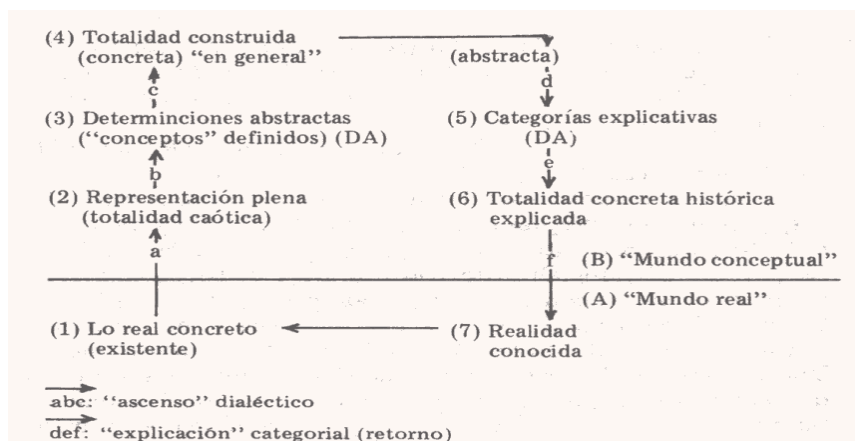 (4) Totalidad construida
(concreta) “en general”
(abstracta)
c
d
(3) Determinciones abstractas
(“conceptos” definidos) (DA)
(5) Categorías explicativas
(DA)
b
e
(2) Representación plena
(totalidad caótica)
(6) Totalidad concreta histórica
explicada
a
f
(B) “Mundo conceptual”
(A) “Mundo real”
(1) Lo real concreto
(existente)
(7) Realidad
conocida
abc: “ascenso” dialéctico
def: “explicación” categorial (retorno)